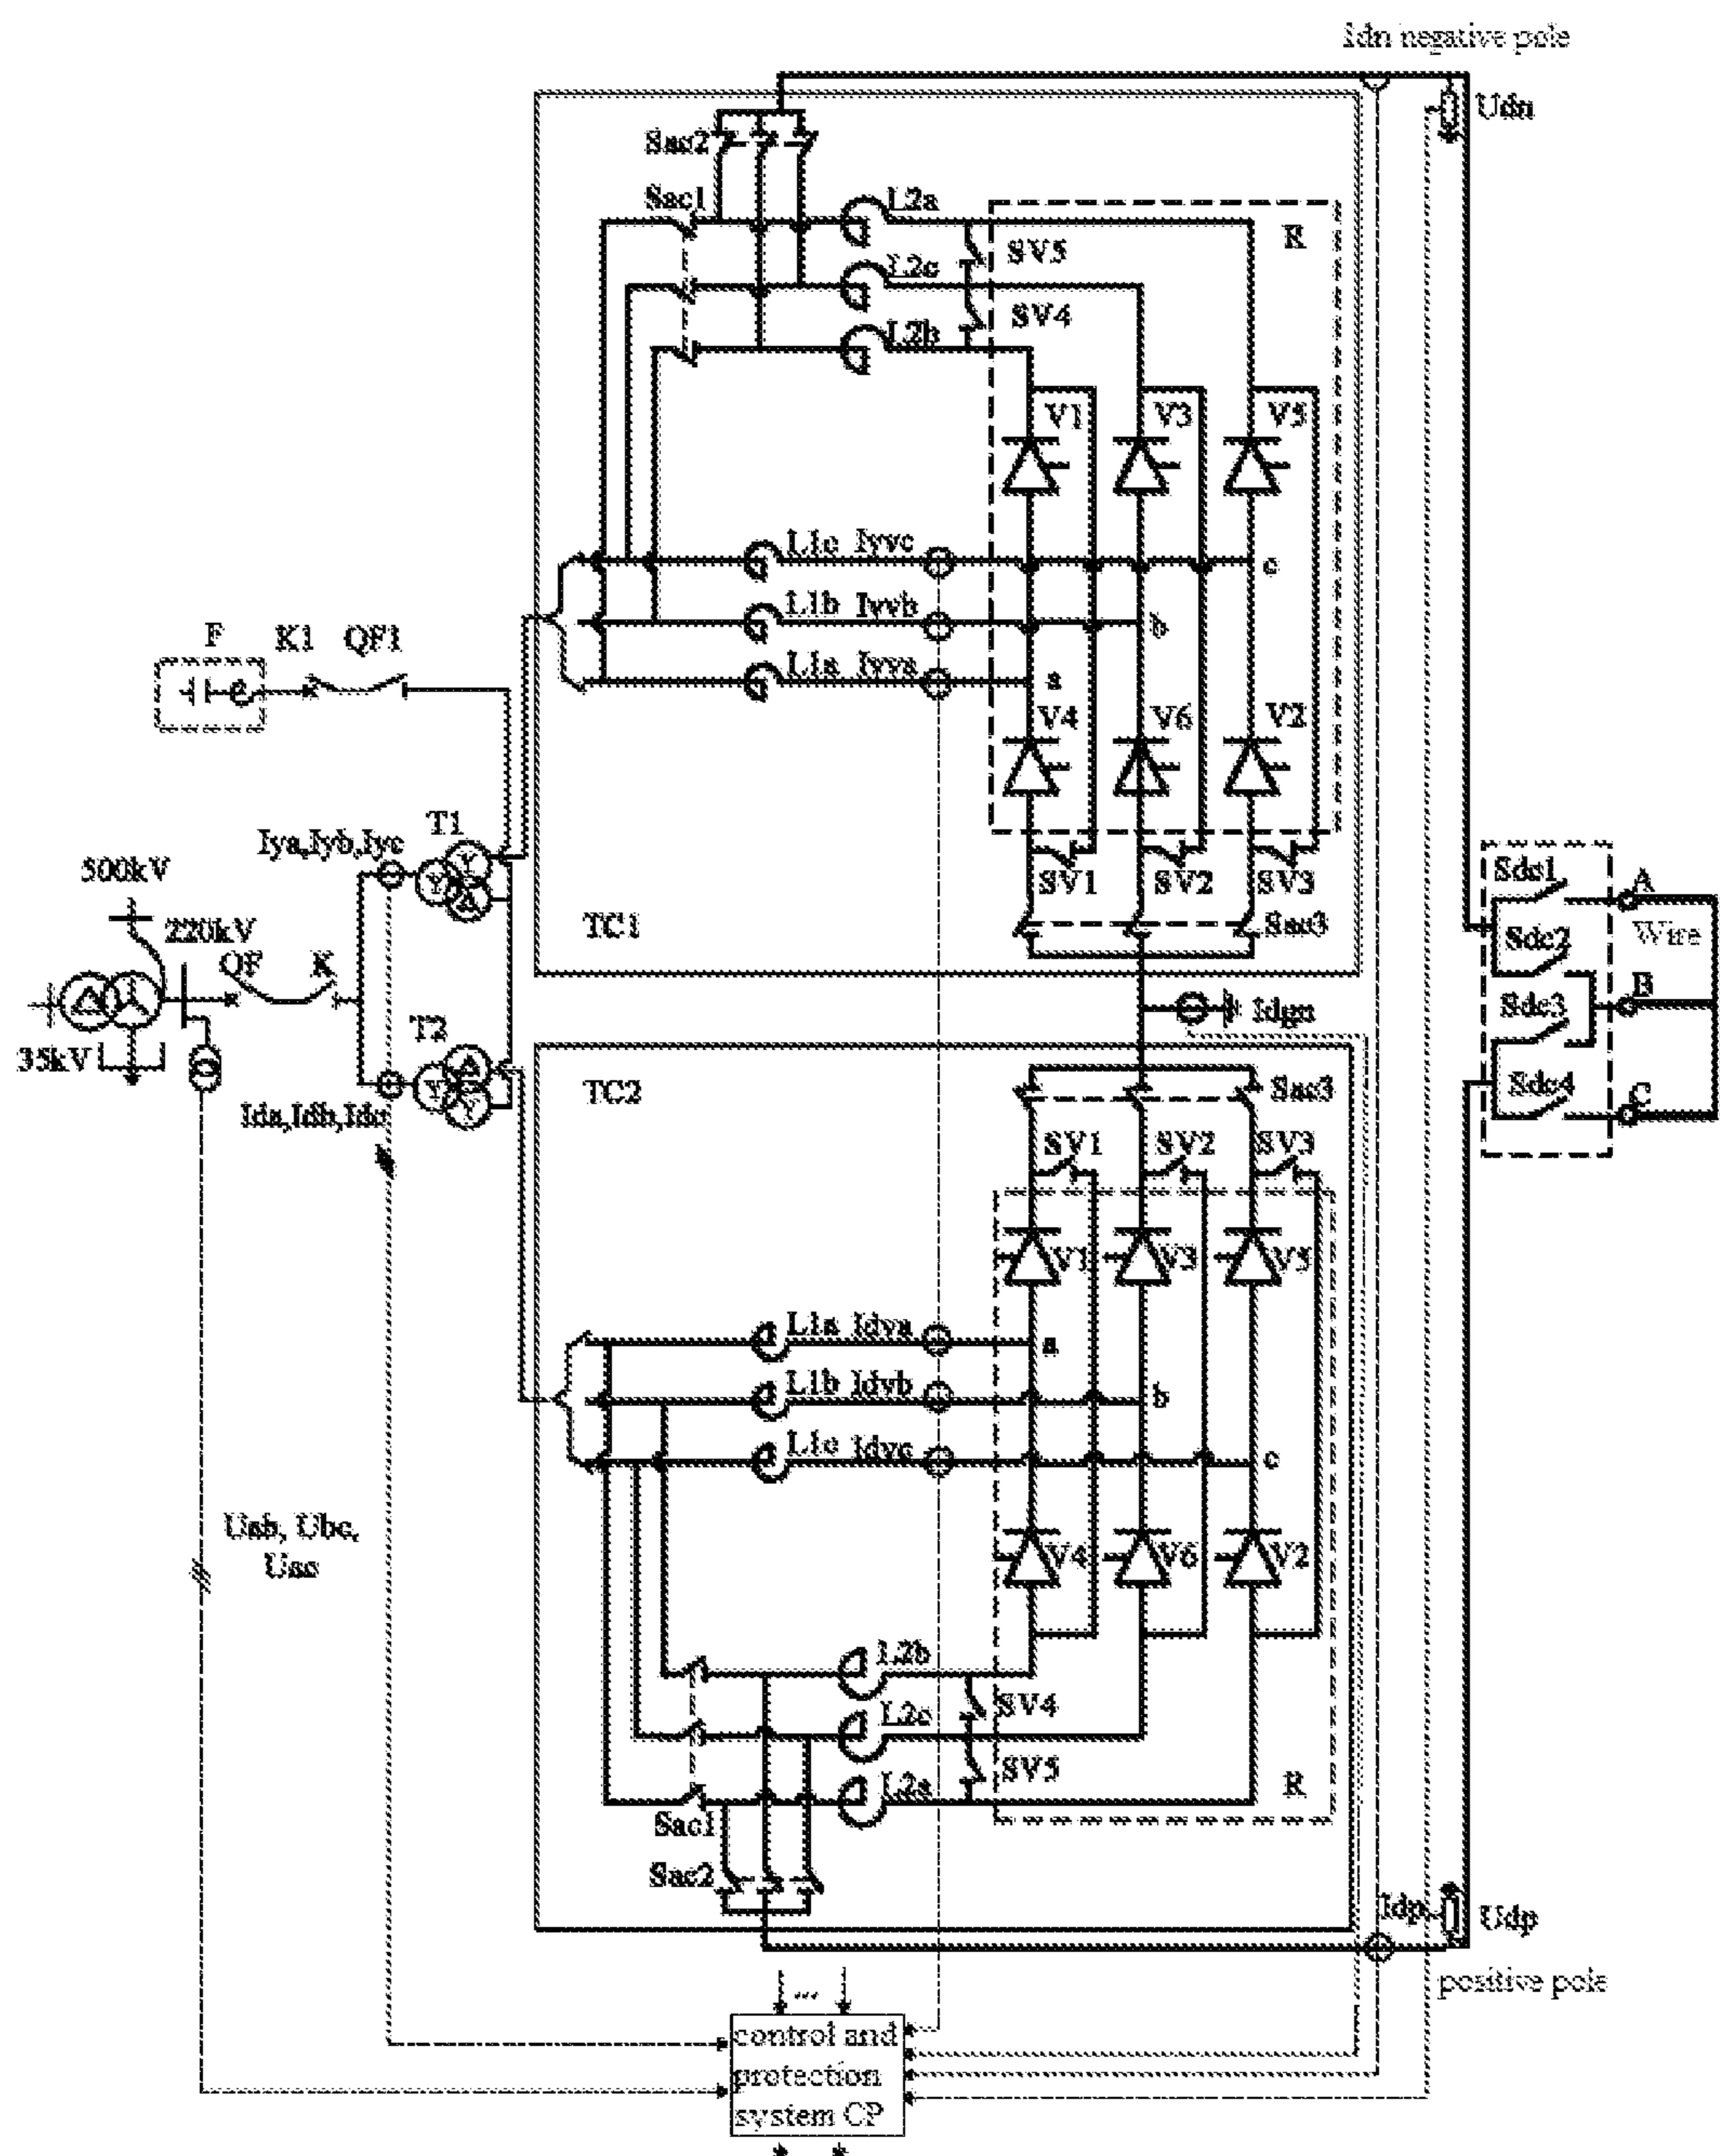 Idn negative pole
Udn
Sac2
Sac1
L2a
R
SV5
L2c
SV4
L2b
V1
V3
V5
L1c Iyvc
c
L1b Iyvb
b
L1a Iyva
a
F
K1
QF1
V4
V6
V2
T1
Iya,Iyb,Iyc
500kV
220kV
SV1
SV2
SV3
Sdc1
A
TC1
Sac3
Wire
QF
K
Sdc2
B
Idgn
Sdc3
35kV
T2
TC2
Sac3
Sdc4
C
Ida,Idb,Idc
SV1
SV2
SV3
V1
V3
V5
L1a Idva
a
L1b Idvb
b
L1c Idvc
c
Uab, Ubc,
Uac
V4
V6
V2
L2b
SV4
L2c
SV5
L2a
R
Sac1
Sac2
Idp
Udp
positive pole
...
control and
protection
system CP